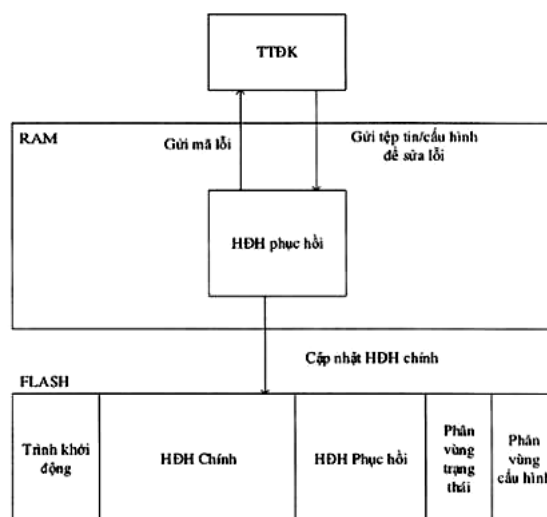 TTĐK
RAM
Gửi mã lỗi
Gửi tệp tin/cấu hình
để sửa lỗi
HĐH phục hồi
Cập nhật HĐH chính
FLASH
Trình khởi
động
HĐH Chính
HĐH Phục hồi
Phân
vùng
trạng
thái
Phân
vùng
cấu hình